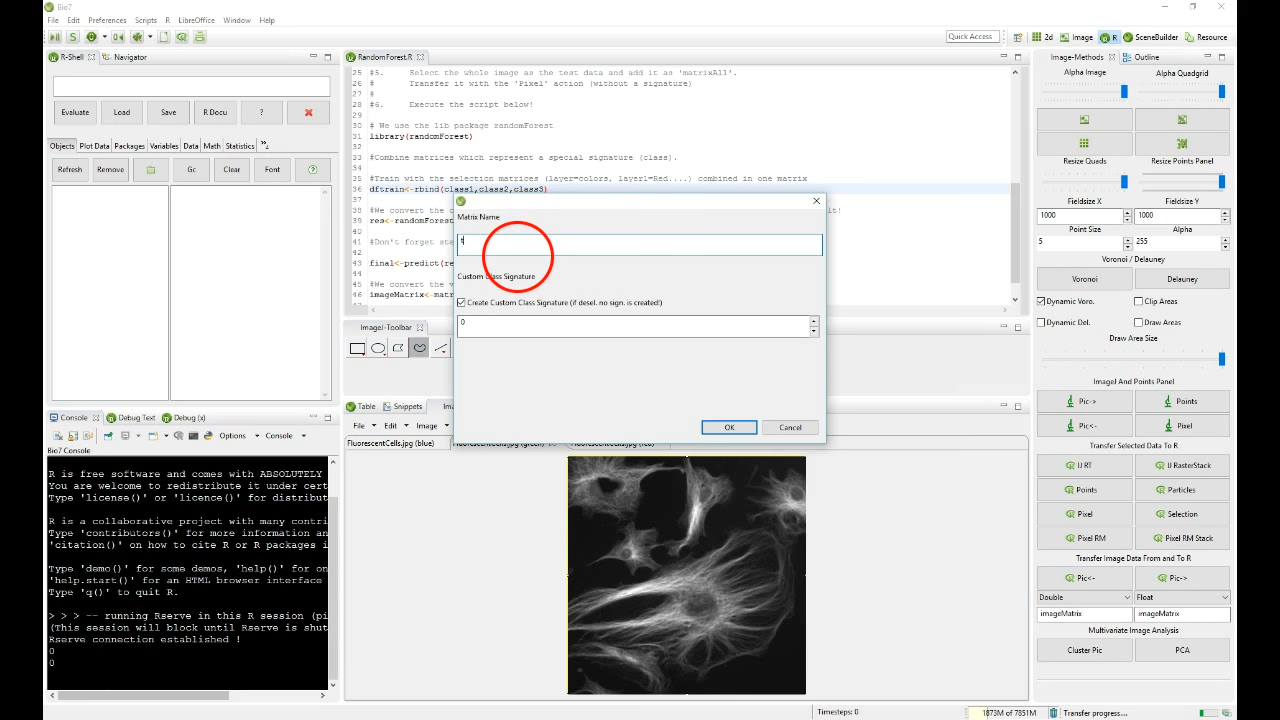 Bio7
File Edit Preferences Scripts R LibreOffice Window Help
Quick Access
2d Image R SceneBuilder Resource
R-Shell Navigator
Evaluate Load Save R Docu ?
Objects Plot Data Packages Variables Data Math Statistics
Refresh Remove Gc Clear Font
RandomForest.R
25 #5. Select the whole image as the test data and add it as 'matrixAll'.
26 # Transfer it with the 'Pixel' action (without a signature)
27 #
28 #6. Execute the script below!
29
30 # We use the lib package randomForest
31 library(randomForest)
32
33 #Combine matrices which represent a special signature (class).
34
35 #Train with the selection matrices (layer=colors, layer1=Red....) combined in one matrix
36 dftrain<-rbind(class1,class2,class3)
37
38 #We convert the c
39 res<-randomForest
40
41 #Don't forget sta
42
43 final<-predict(re
44
45 #We convert the v
46 imageMatrix<-matr
Matrix Name
Custom Class Signature
Create Custom Class Signature (if desel. no sign. is created!)
0
OK Cancel
ImageJ-Toolbar
Table Snippets
File Edit Image
FluorescentCells.jpg (blue)
Console Debug Text Debug (x)
Options Console
Bio7 Console
R is free software and comes with ABSOLUTELY
You are welcome to redistribute it under cert
Type 'license()' or 'licence()' for distribut
R is a collaborative project with many contri
Type 'contributors()' for more information an
'citation()' on how to cite R or R packages i
Type 'demo()' for some demos, 'help()' for on
'help.start()' for an HTML browser interface
Type 'q()' to quit R.
> > > -- running Rserve in this R session (pi
(This session will block until Rserve is shut
Rserve connection established !
0
0
Image-Methods Outline
Alpha Image Alpha Quadgrid
Resize Quads Resize Points Panel
Fieldsize X Fieldsize Y
1000 1000
Point Size Alpha
5 255
Voronoi / Delauney
Voronoi Delauney
Dynamic Voro. Clip Areas
Dynamic Del. Draw Areas
Draw Area Size
ImageJ And Points Panel
Pic-> Points
Pic<- Pixel
Transfer Selected Data To R
IJ RT IJ RasterStack
Points Particles
Pixel Selection
Pixel RM Pixel RM Stack
Transfer Image Data From and To R
Pic<- Pic->
Double Float
imageMatrix imageMatrix
Multivariate Image Analysis
Cluster Pic PCA
Timesteps: 0 1873M of 7851M Transfer progress...